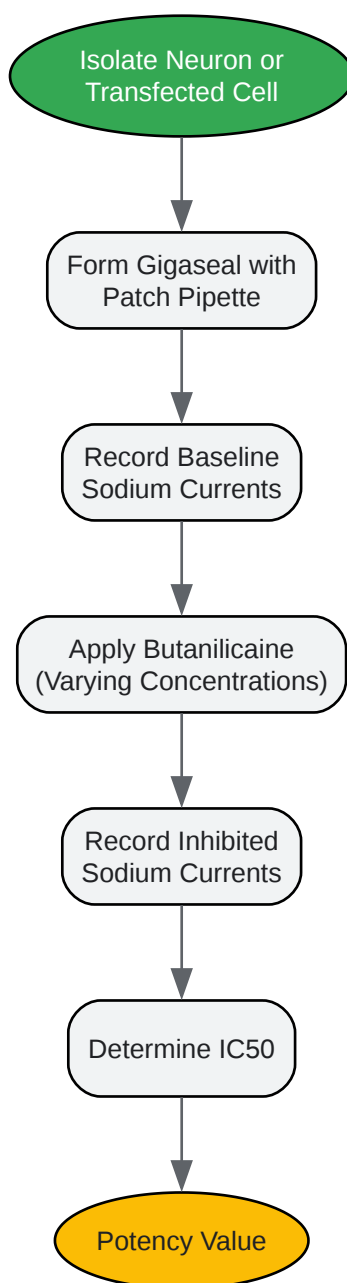 Isolate Neuron or
Transfected Cell
Form Gigaseal with
Patch Pipette
Record Baseline
Sodium Currents
Apply Butanilicaine
(Varying Concentrations)
Record Inhibited
Sodium Currents
Determine IC50
Potency Value